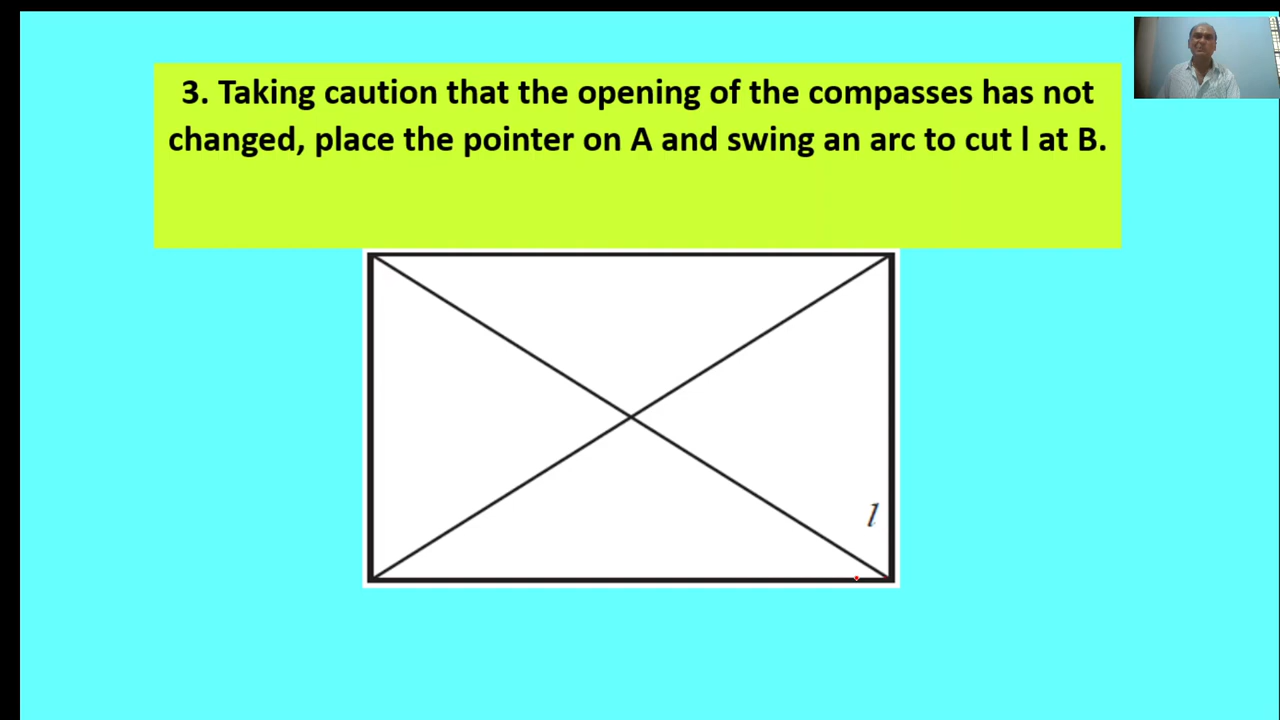 3. Taking caution that the opening of the compasses has not
changed, place the pointer on A and swing an arc to cut l at B.
l